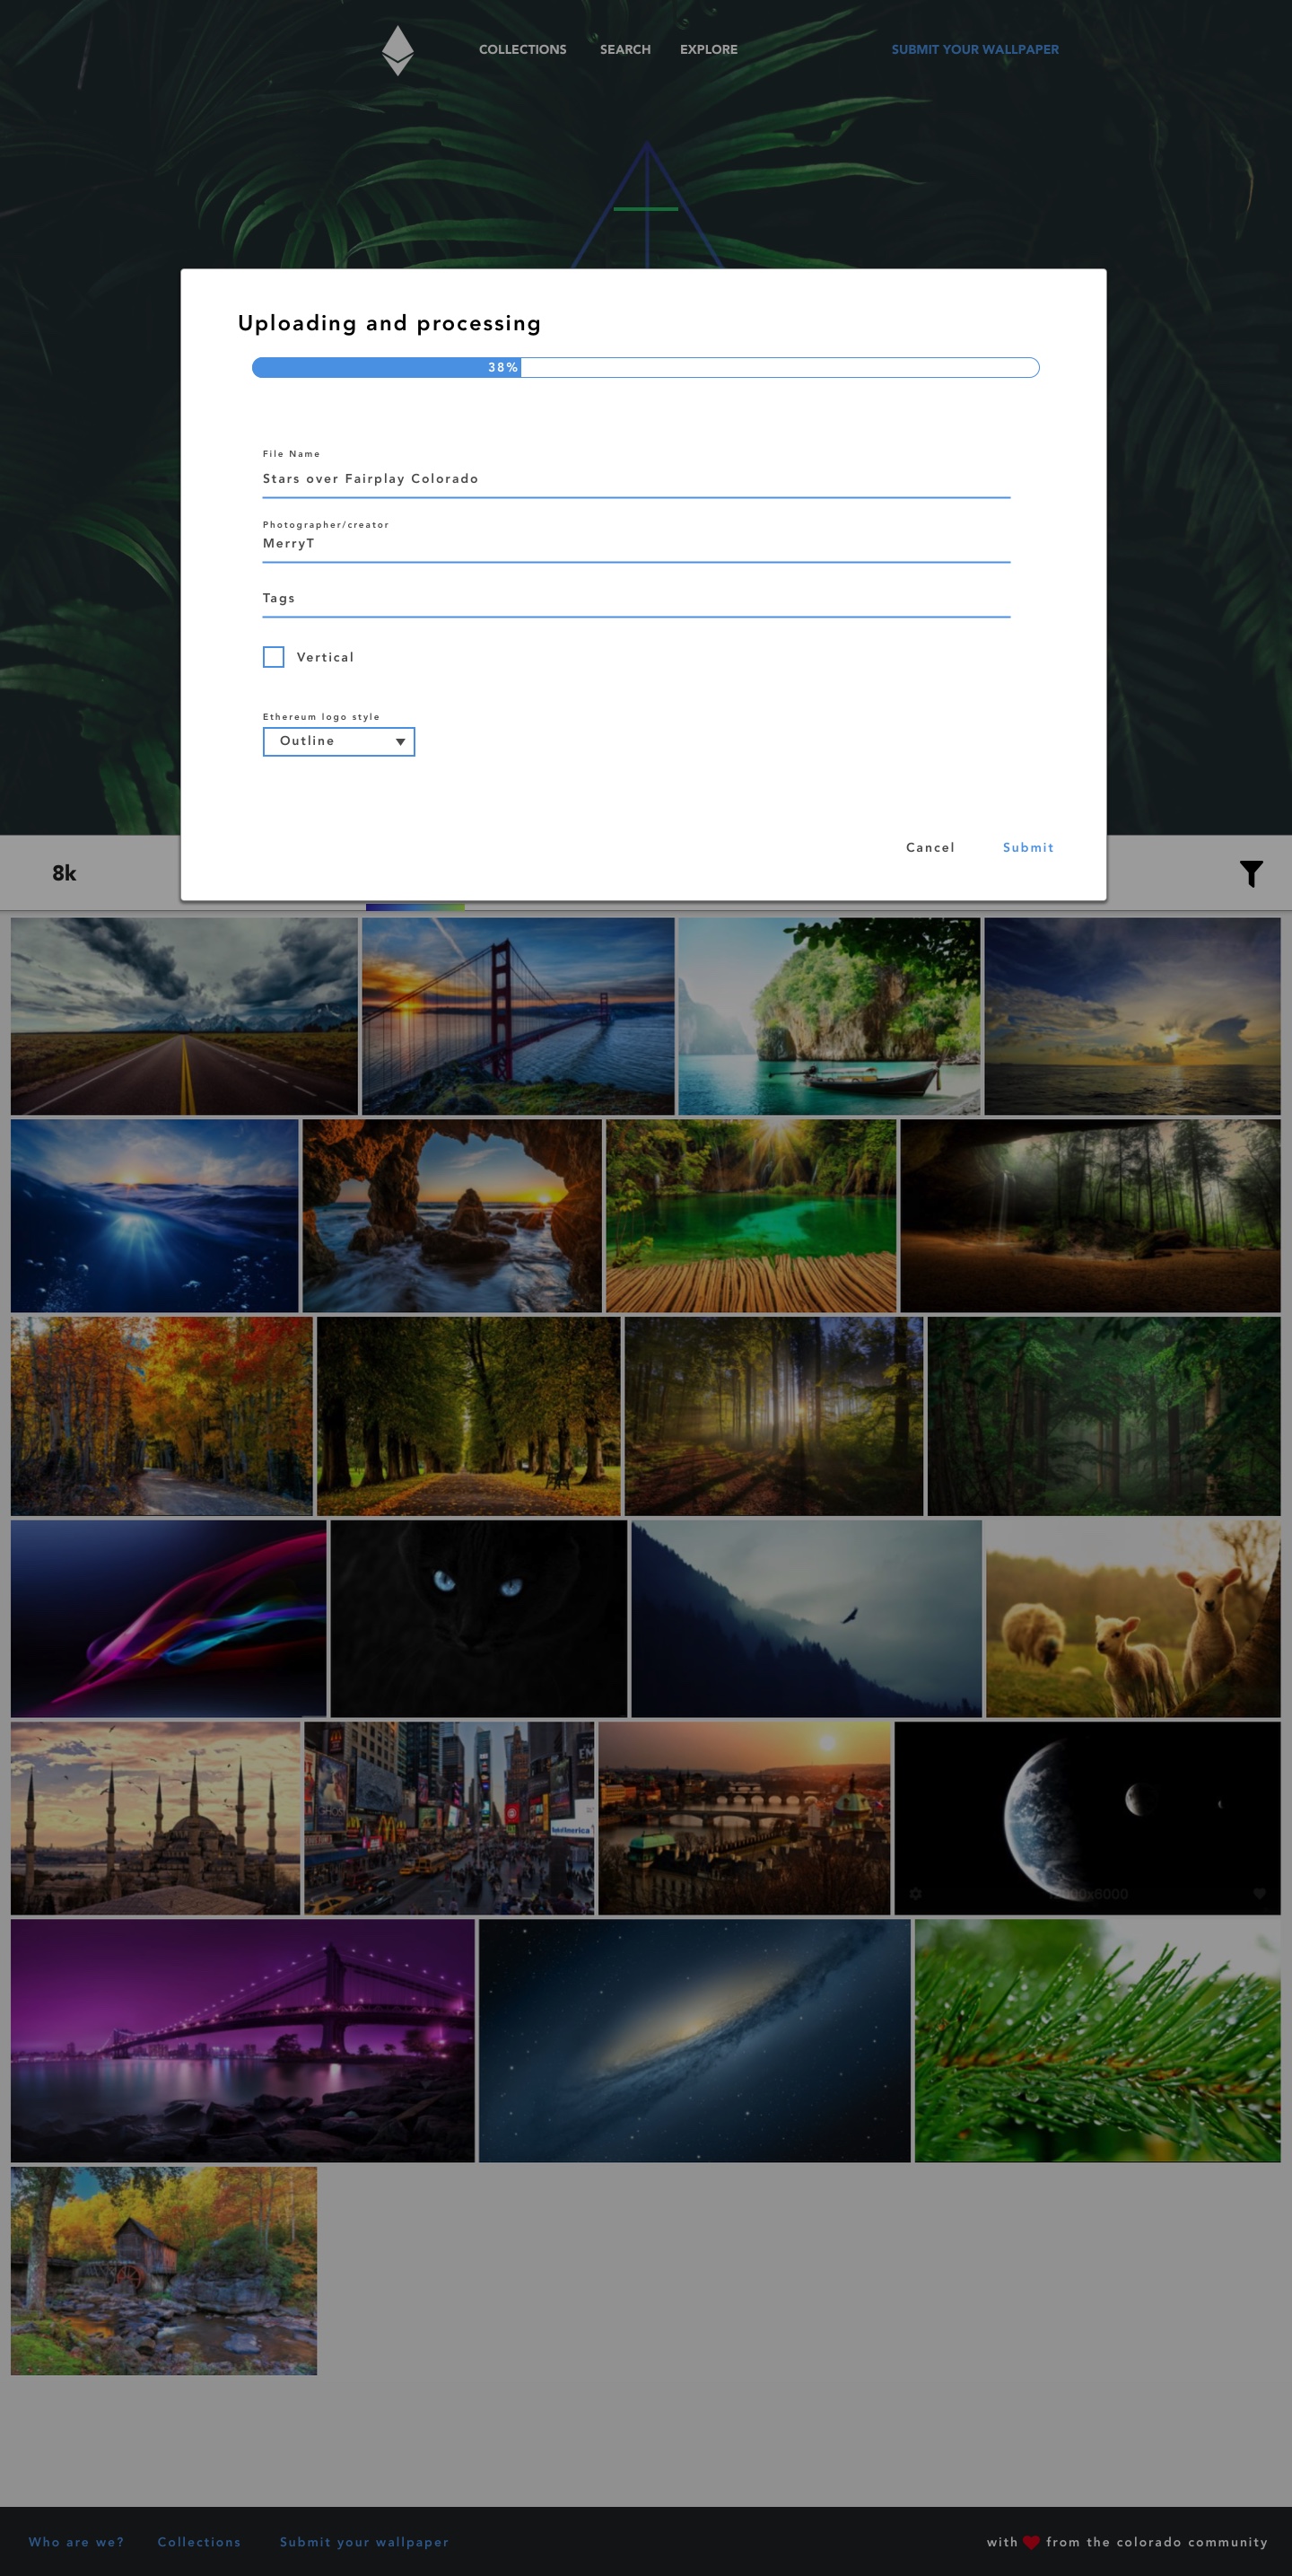 COLLECTIONS SEARCH EXPLORE SUBMIT YOUR WALLPAPER
Uploading and processing
38%
File Name
Stars over Fairplay Colorado
Photographer/creator
MerryT
Tags
Vertical
Ethereum logo style
Outline
Cancel Submit
8k
Who are we? Collections Submit your wallpaper with from the colorado community